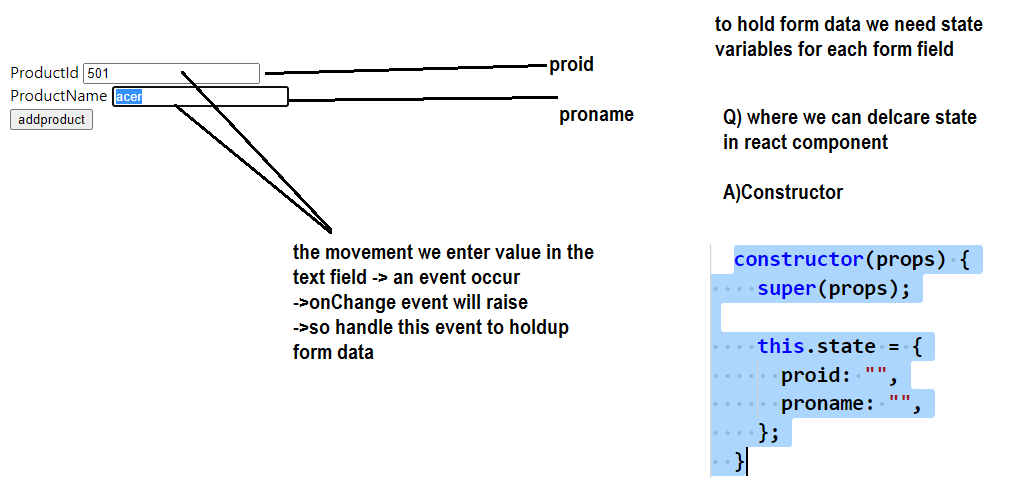 to hold form data we need state
variables for each form field
ProductId 501
proid
ProductName acer
proname
addproduct
Q) where we can delcare state
in react component
A)Constructor
the movement we enter value in the
text field -> an event occur
->onChange event will raise
->so handle this event to holdup
form data
constructor(props) {
super(props);
this.state = {
proid: "",
proname: "",
};
}